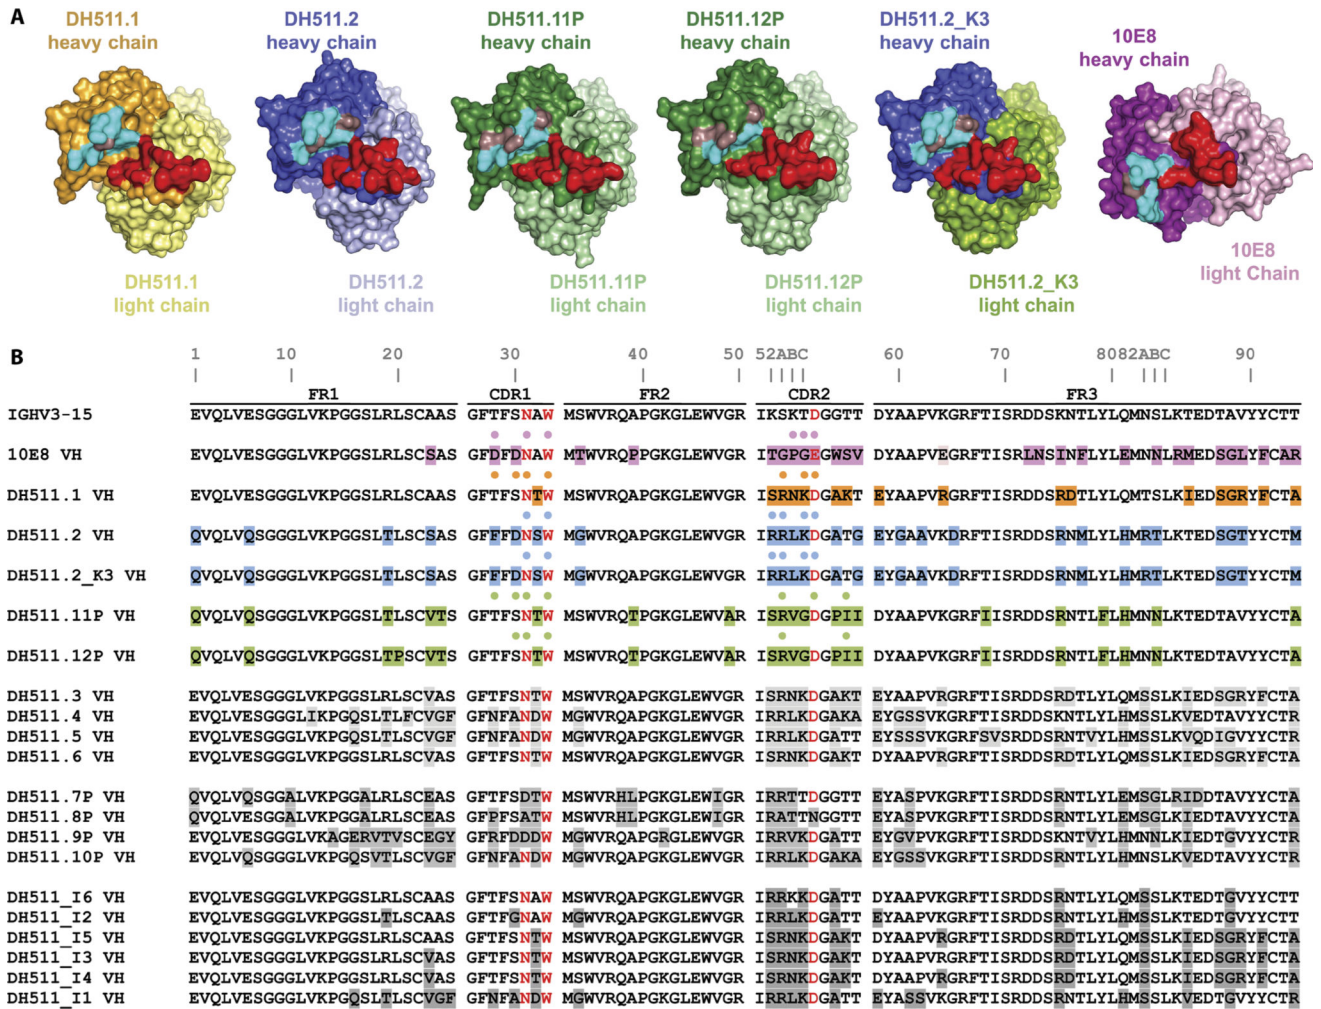 A
DH511.1 heavy chain
DH511.2 heavy chain
DH511.11P heavy chain
DH511.12P heavy chain
DH511.2_K3 heavy chain
10E8 heavy chain
DH511.1 light chain
DH511.2 light chain
DH511.11P light chain
DH511.12P light chain
DH511.2_K3 light chain
10E8 light Chain
B
1 10 20 30 40 50 52ABC 60 70 80 82ABC 90
FR1 CDR1 FR2 CDR2 FR3
IGHV3-15 EVQLVESGGGLVKPGGSLRLSCAAS GFTFSNAW MSWVRQAPGKGLEWVGR IKSKTDGGTT DYAAPVKGRFTISRDDSKNTLYLQMNSLKTEDTAVYYCTT
10E8 VH EVQLVESGGGLVKPGGSLRLSCSAS GFDFDNAW MTWVRQPPGKGLEWVGR ITGPGEGWSV DYAAPVEGRFTISRLNSINFLYLEMNNLRMEDSGLYFCAR
DH511.1 VH EVQLVESGGGLVKPGGSLRLSCAAS GFTFSNTW MSWVRQAPGKGLEWVGR ISRNKDGAKT EYAAPVRGRFTISRDDSRDTLYLQMTSLKIEDSGRYFCTA
DH511.2 VH QVQLVQSGGGLVKPGGSLTLSCSAS GFFFDNSW MGWVRQAPGKGLEWVGR IRRLKDGATG EYGAAVKDRFTISRDDSRNMLYLHMRTLKTEDSGTYYCTM
DH511.2_K3 VH QVQLVQSGGGLVKPGGSLTLSCSAS GFFFDNSW MGWVRQAPGKGLEWVGR IRRLKDGATG EYGAAVKDRFTISRDDSRNMLYLHMRTLKTEDSGTYYCTM
DH511.11P VH QVQLVQSGGGLVKPGGSLTLSCVTS GFTFSNTW MSWVRQTPGKGLEWVAR ISRVGDGPII DYAAPVKGRFIISRDDSRNTLFLHMNNLKTEDTAVYYCTA
DH511.12P VH QVQLVQSGGGLVKPGGSLTPSCVTS GFTFSNTW MSWVRQTPGKGLEWVAR ISRVGDGPII DYAAPVKGRFIISRDDSRNTLFLHMNNLKTEDTAVYYCTA
DH511.3 VH EVQLVESGGGLVKPGGSLRLSCVAS GFTFSNTW MSWVRQAPGKGLEWVGR ISRNKDGAKT EYAAPVRGRFTISRDDSRDTLYLQMSSLKIEDSGRYFCTA
DH511.4 VH EVQLVESGGGLIKPGQSLTLFCVGF GFNFANDW MGWVRQAPGKGLEWVGR IRRLKDGAKA EYGSSVKGRFTISRDDSKNTLYLHMSSLKVEDTAVYYCTR
DH511.5 VH EVQLVESGGGLVKPGQSLTLSCVGF GFNFANDW MGWVRQAPGKGLEWVGR IRRLKDGATT EYSSSVKGRFSVSRDDSRNTVYLHMSSLKVQDIGVYYCTR
DH511.6 VH EVQLVESGGGLVKPGGSLRLSCVAS GFTFSNTW MSWVRQAPGKGLEWVGR ISRNKDGAKT DYAAPVRGRFTISRDDSRDTLYLQMSSLKIEDSGRYFCTA
DH511.7P VH QVQLVQSGGALVKPGGALRLSCEAS GFTFSDTW MSWVRHLPGKGLEWIGR IRRTTDGGTT EYASPVKGRFTISRDDSRNTLYLEMSGLRIDDTAVYYCTA
DH511.8P VH QVQLVESGGALVKPGGALRLSCEAS GFPFSATW MSWVRHLPGKGLEWIGR IRATTNGGTT EYASPVKGRFTISRDDSRNTLYLEMSGLKIEDTAVYYCTA
DH511.9P VH EVQLVESGGGLVKAGERVTVSCEGY GFRFDDDW MGWVRQAPGRGLEWVGR IRRVKDGATT EYGVPVKGRFTISRDDSKNTVYLHMNNLKTEDTGVYYCTR
DH511.10P VH EVQLVQSGGGLVKPGQSVTLSCVGF GFNFANDW MGWVRQAPGKGLEWVGR IRRLKDGAKA EYGSSVKGRFTISRDDSRNTLYLHMNSLKIEDTAVYYCTR
DH511_I6 VH EVQLVESGGGLVKPGGSLRLSCAAS GFTFSNAW MSWVRQAPGKGLEWVGR IRRKKDGATT DYAAPVKGRFTISRDDSRNTLYLQMSSLKTEDTGVYYCTT
DH511_I2 VH EVQLVESGGGLVKPGGSLTLSCAAS GFTFGNAW MGWVRQAPGKGLEWVGR IRRLKDGATT EYAAPVKGRFTISRDDSRNTLYLHMSSLKTEDTGVYYCTT
DH511_I5 VH EVQLVESGGGLVKPGGSLRLSCAAS GFTFSNTW MSWVRQAPGKGLEWVGR ISRNKDGAKT DYAAPVRGRFTISRDDSRDTLYLQMSSLKIEDSGRYFCTA
DH511_I3 VH EVQLVESGGGLVKPGGSLRLSCVAS GFTFSNTW MSWVRQAPGKGLEWVGR ISRNKDGAKT DYAAPVKGRFTISRDDSRDTLYLQMSSLKIEDSGRYFCTA
DH511_I4 VH EVQLVESGGGLVKPGGSLRLSCVAS GFTFSNTW MSWVRQAPGKGLEWVGR ISRNKDGAKT DYAAPVRGRFTISRDDSRDTLYLQMSSLKIEDSGRYFCTA
DH511_I1 VH EVQLVESGGGLVKPGQSLTLSCVGF GFNFANDW MGWVRQAPGKGLEWVGR IRRLKDGATT EYASSVKGRFTISRDDSRNTLYLHMSSLKVEDTGVYYCTR